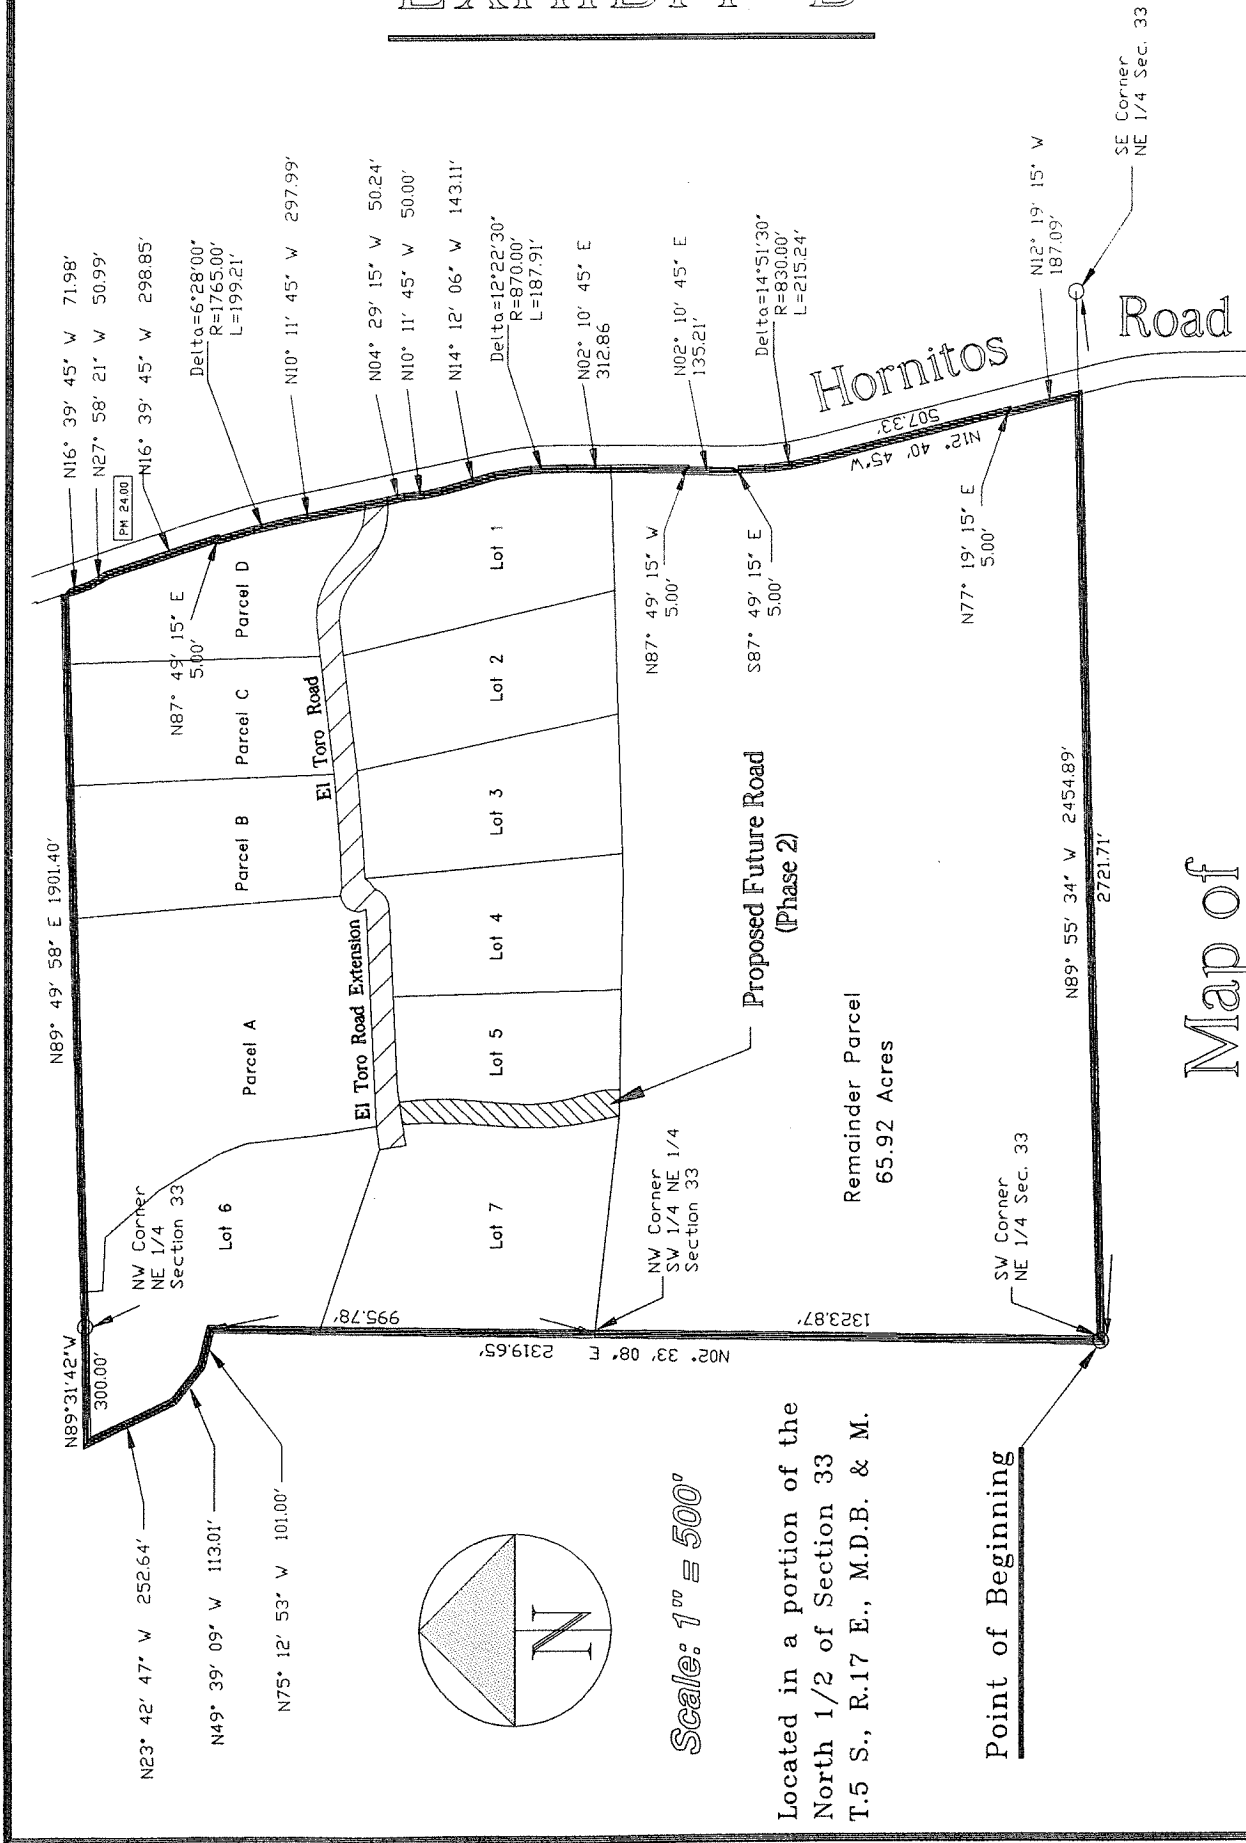 N16° 39' 45" W 71.98'
N27° 58' 21" W 50.99'
PM 24.00
N16° 39' 45" W 298.85'
Delta=6°28'00"
R=1765.00'
L=199.21'
N10° 11' 45" W 297.99'
N04° 29' 15" W 50.24'
N10° 11' 45" W 50.00'
N14° 12' 06" W 143.11'
Delta=12°22'30"
R=870.00'
L=187.91'
N02° 10' 45" E
312.86
N02° 10' 45" E
135.21'
Delta=14°51'30"
R=830.00'
L=215.24'
Hornitos
Road
N12° 40' 45"W
507.33'
N12° 19' 15" W
187.09'
SE Corner
NE 1/4 Sec. 33
N89° 49' 58" E 1901.40'
N87° 49' 15" E
5.00'
Parcel D
Parcel C
Parcel B
Parcel A
El Toro Road
El Toro Road Extension
Lot 1
Lot 2
Lot 3
Lot 4
Lot 5
Lot 6
Lot 7
N87° 49' 15" W
5.00'
S87° 49' 15" E
5.00'
N77° 19' 15" E
5.00'
Proposed Future Road
(Phase 2)
Remainder Parcel
65.92 Acres
N89° 55' 34" W 2454.89'
2721.71'
NW Corner
NE 1/4
Section 33
NW Corner
SW 1/4 NE 1/4
Section 33
SW Corner
NE 1/4 Sec. 33
N89°31'42"W
300.00'
995.78'
1323.87'
N02° 33' 08" E 2319.65'
N23° 42' 47" W 252.64'
N49° 39' 09" W 113.01'
N75° 12' 53" W 101.00'
N
Scale: 1" = 500'
Located in a portion of the
North 1/2 of Section 33
T.5 S., R.17 E., M.D.B. & M.
Point of Beginning
Map of